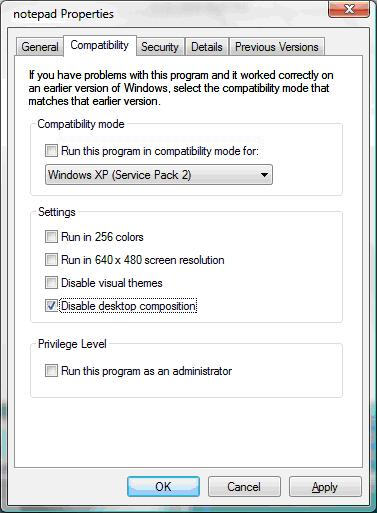 notepad Properties
General Compatibility Security Details Previous Versions
If you have problems with this program and it worked correctly on
an earlier version of Windows, select the compatibility mode that
matches that earlier version.
Compatibility mode
Run this program in compatibility mode for:
Windows XP (Service Pack 2)
Settings
Run in 256 colors
Run in 640 x 480 screen resolution
Disable visual themes
Disable desktop composition
Privilege Level
Run this program as an administrator
OK Cancel Apply